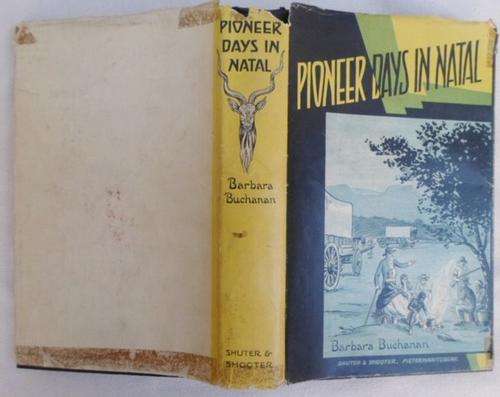 PIONEER
DAYS IN
NATAL
Barbara
Buchanan
SHUTER &
SHOOTER
PIONEER DAYS IN NATAL
Barbara Buchanan
SHUTER & SHOOTER, PIETERMARITZBURG